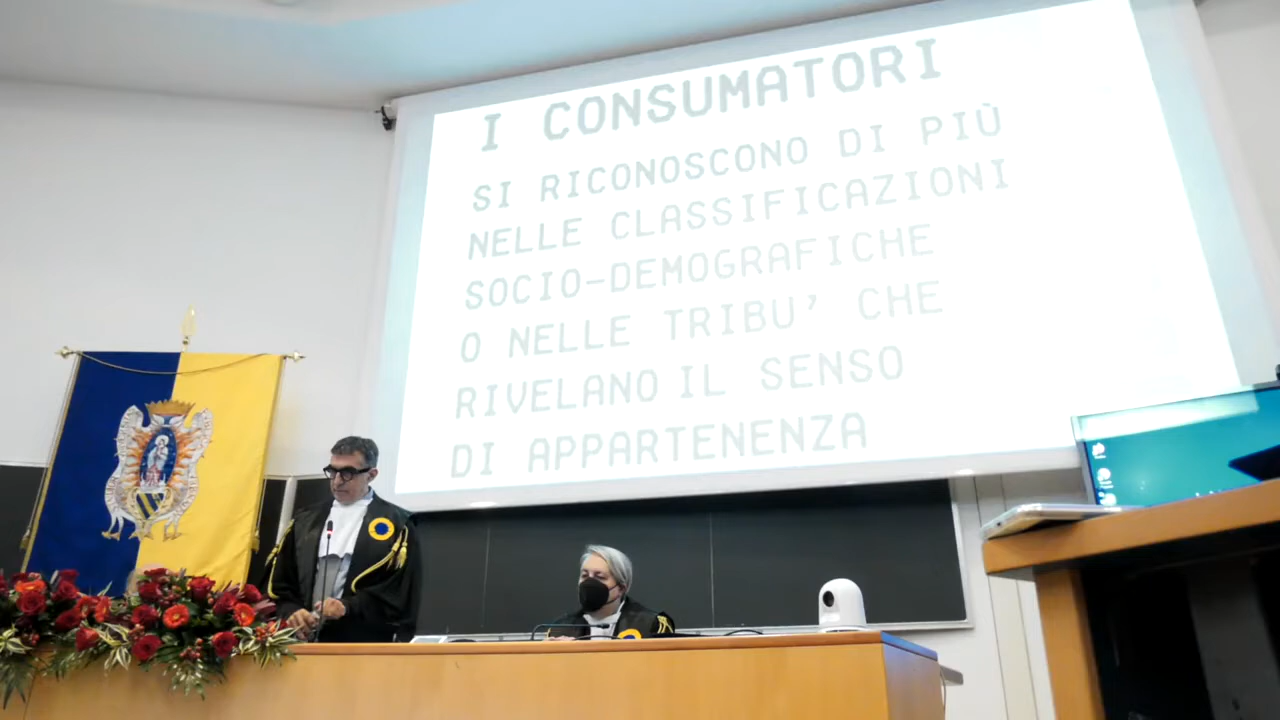 I CONSUMATORI
SI RICONOSCONO DI PIÙ
NELLE CLASSIFICAZIONI
SOCIO-DEMOGRAFICHE
O NELLE TRIBU' CHE
RIVELANO IL SENSO
DI APPARTENENZA